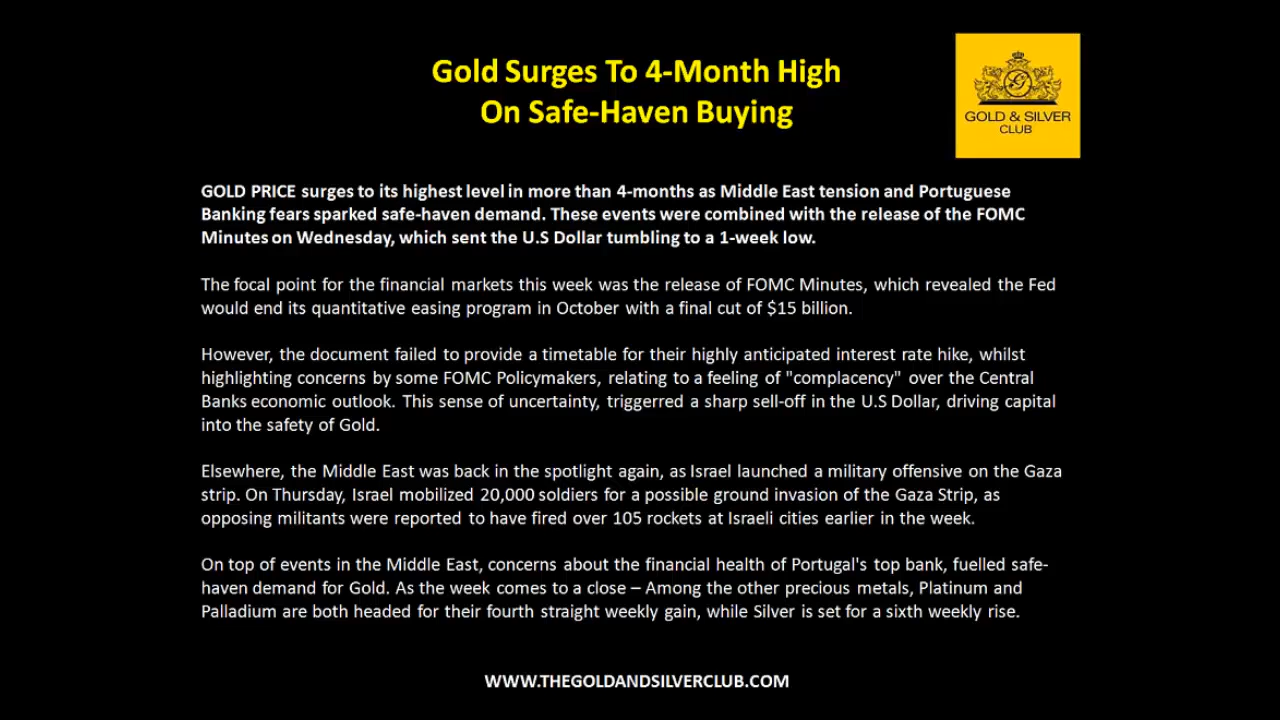 Gold Surges To 4-Month High
On Safe-Haven Buying
G
GOLD & SILVER
CLUB
GOLD PRICE surges to its highest level in more than 4-months as Middle East tension and Portuguese
Banking fears sparked safe-haven demand. These events were combined with the release of the FOMC
Minutes on Wednesday, which sent the U.S Dollar tumbling to a 1-week low.
The focal point for the financial markets this week was the release of FOMC Minutes, which revealed the Fed
would end its quantitative easing program in October with a final cut of $15 billion.
However, the document failed to provide a timetable for their highly anticipated interest rate hike, whilst
highlighting concerns by some FOMC Policymakers, relating to a feeling of "complacency" over the Central
Banks economic outlook. This sense of uncertainty, triggerred a sharp sell-off in the U.S Dollar, driving capital
into the safety of Gold.
Elsewhere, the Middle East was back in the spotlight again, as Israel launched a military offensive on the Gaza
strip. On Thursday, Israel mobilized 20,000 soldiers for a possible ground invasion of the Gaza Strip, as
opposing militants were reported to have fired over 105 rockets at Israeli cities earlier in the week.
On top of events in the Middle East, concerns about the financial health of Portugal's top bank, fuelled safe-
haven demand for Gold. As the week comes to a close – Among the other precious metals, Platinum and
Palladium are both headed for their fourth straight weekly gain, while Silver is set for a sixth weekly rise.
WWW.THEGOLDANDSILVERCLUB.COM